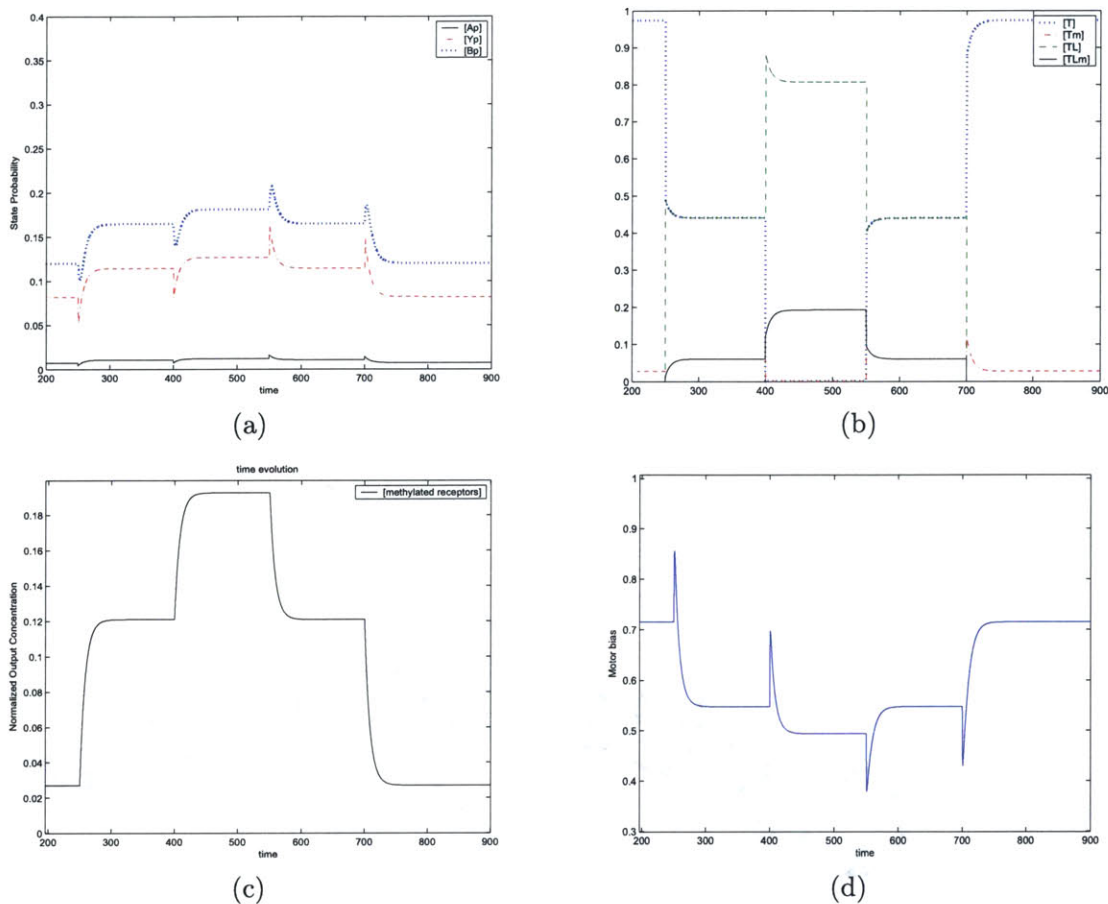 0.4
0.35
0.3
0.25
0.2
0.15
0.1
0.05
0
State Probability
[Ap]
[Yp]
[Bp]
200 300 400 500 600 700 800 900
time
(a)
1
0.9
0.8
0.7
0.6
0.5
0.4
0.3
0.2
0.1
0
[T]
[Tm]
[TL]
[TLm]
200 300 400 500 600 700 800 900
time
(b)
time evolution
0.18
0.16
0.14
0.12
0.1
0.08
0.06
0.04
0.02
0
Normalized Output Concentration
[methylated receptors]
200 300 400 500 600 700 800 900
time
(c)
1
0.9
0.8
0.7
0.6
0.5
0.4
0.3
Motor bias
200 300 400 500 600 700 800 900
time
(d)